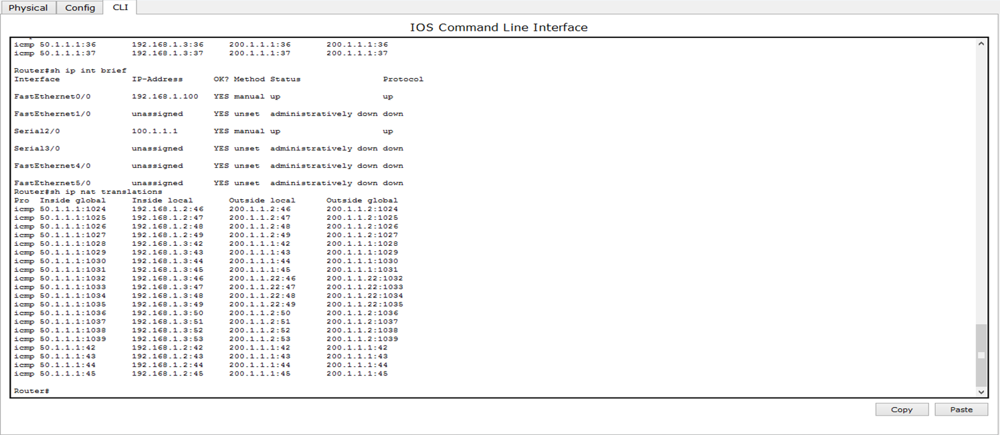 Physical Config CLI
IOS Command Line Interface
icmp 50.1.1.1:36 192.168.1.3:36 200.1.1.1:36 200.1.1.1:36
icmp 50.1.1.1:37 192.168.1.3:37 200.1.1.1:37 200.1.1.1:37
Router#sh ip int brief
Interface IP-Address OK? Method Status Protocol
FastEthernet0/0 192.168.1.100 YES manual up up
FastEthernet1/0 unassigned YES unset administratively down down
Serial2/0 100.1.1.1 YES manual up up
Serial3/0 unassigned YES unset administratively down down
FastEthernet4/0 unassigned YES unset administratively down down
FastEthernet5/0 unassigned YES unset administratively down down
Router#sh ip nat translations
Pro Inside global Inside local Outside local Outside global
icmp 50.1.1.1:1024 192.168.1.2:46 200.1.1.2:46 200.1.1.2:1024
icmp 50.1.1.1:1025 192.168.1.2:47 200.1.1.2:47 200.1.1.2:1025
icmp 50.1.1.1:1026 192.168.1.2:48 200.1.1.2:48 200.1.1.2:1026
icmp 50.1.1.1:1027 192.168.1.2:49 200.1.1.2:49 200.1.1.2:1027
icmp 50.1.1.1:1028 192.168.1.3:42 200.1.1.1:42 200.1.1.1:1028
icmp 50.1.1.1:1029 192.168.1.3:43 200.1.1.1:43 200.1.1.1:1029
icmp 50.1.1.1:1030 192.168.1.3:44 200.1.1.1:44 200.1.1.1:1030
icmp 50.1.1.1:1031 192.168.1.3:45 200.1.1.1:45 200.1.1.1:1031
icmp 50.1.1.1:1032 192.168.1.3:46 200.1.1.22:46 200.1.1.22:1032
icmp 50.1.1.1:1033 192.168.1.3:47 200.1.1.22:47 200.1.1.22:1033
icmp 50.1.1.1:1034 192.168.1.3:48 200.1.1.22:48 200.1.1.22:1034
icmp 50.1.1.1:1035 192.168.1.3:49 200.1.1.22:49 200.1.1.22:1035
icmp 50.1.1.1:1036 192.168.1.3:50 200.1.1.2:50 200.1.1.2:1036
icmp 50.1.1.1:1037 192.168.1.3:51 200.1.1.2:51 200.1.1.2:1037
icmp 50.1.1.1:1038 192.168.1.3:52 200.1.1.2:52 200.1.1.2:1038
icmp 50.1.1.1:1039 192.168.1.3:53 200.1.1.2:53 200.1.1.2:1039
icmp 50.1.1.1:42 192.168.1.2:42 200.1.1.1:42 200.1.1.1:42
icmp 50.1.1.1:43 192.168.1.2:43 200.1.1.1:43 200.1.1.1:43
icmp 50.1.1.1:44 192.168.1.2:44 200.1.1.1:44 200.1.1.1:44
icmp 50.1.1.1:45 192.168.1.2:45 200.1.1.1:45 200.1.1.1:45
Router#
Copy Paste